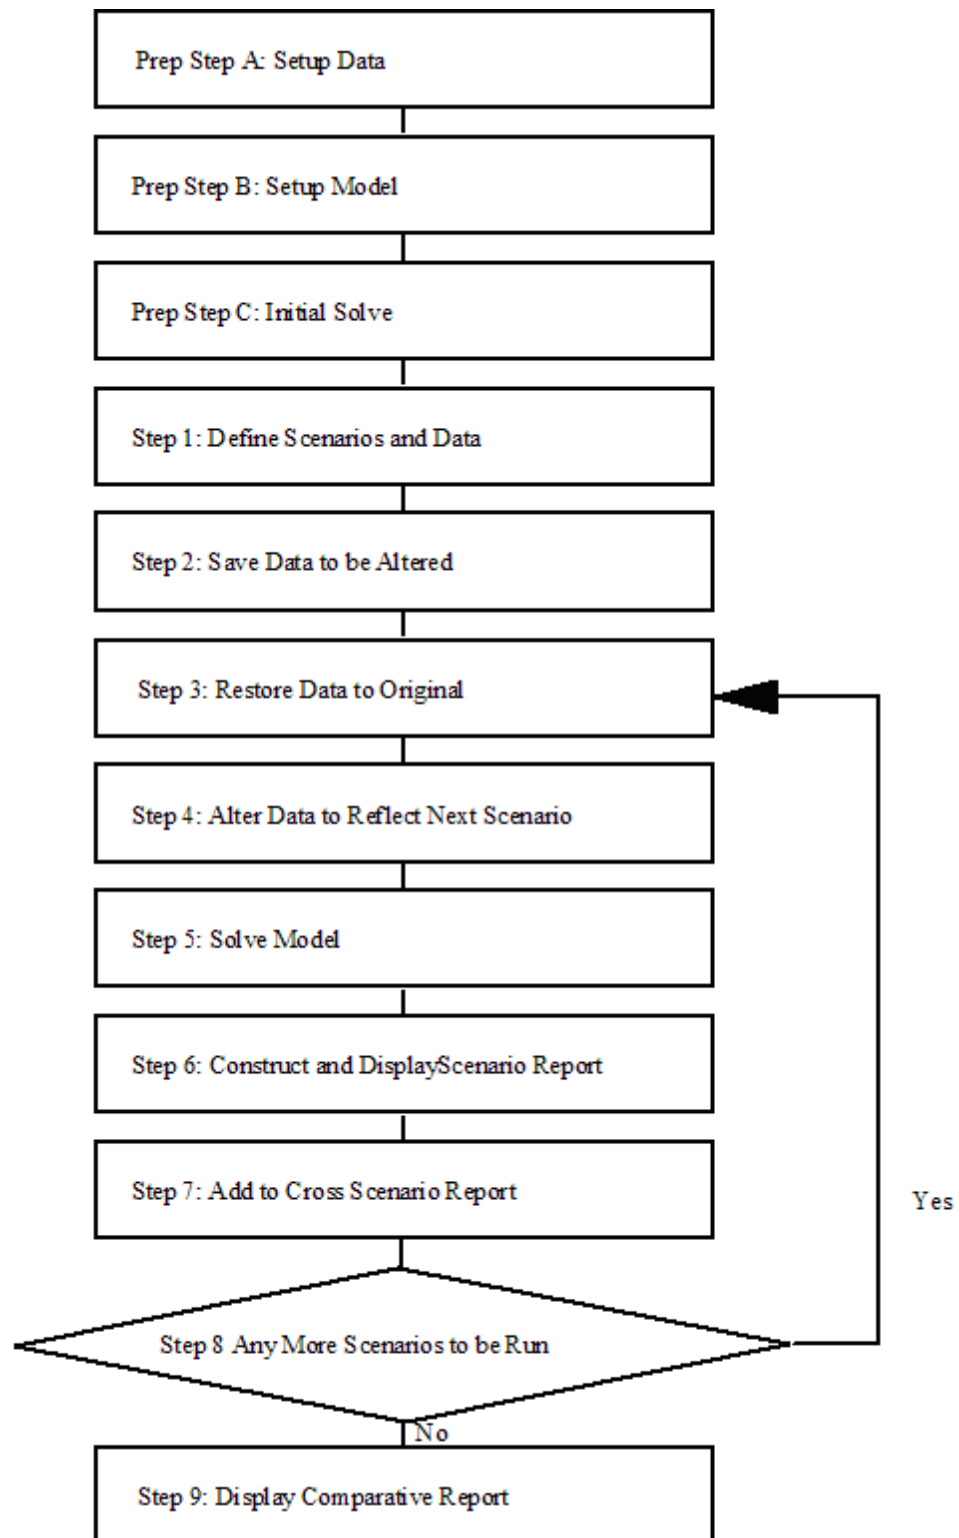 Prep Step A: Setup Data
Prep Step B: Setup Model
Prep Step C: Initial Solve
Step 1: Define Scenarios and Data
Step 2: Save Data to be Altered
Step 3: Restore Data to Original
Step 4: Alter Data to Reflect Next Scenario
Step 5: Solve Model
Step 6: Construct and DisplayScenario Report
Step 7: Add to Cross Scenario Report
Yes
Step 8 Any More Scenarios to be Run
No
Step 9: Display Comparative Report